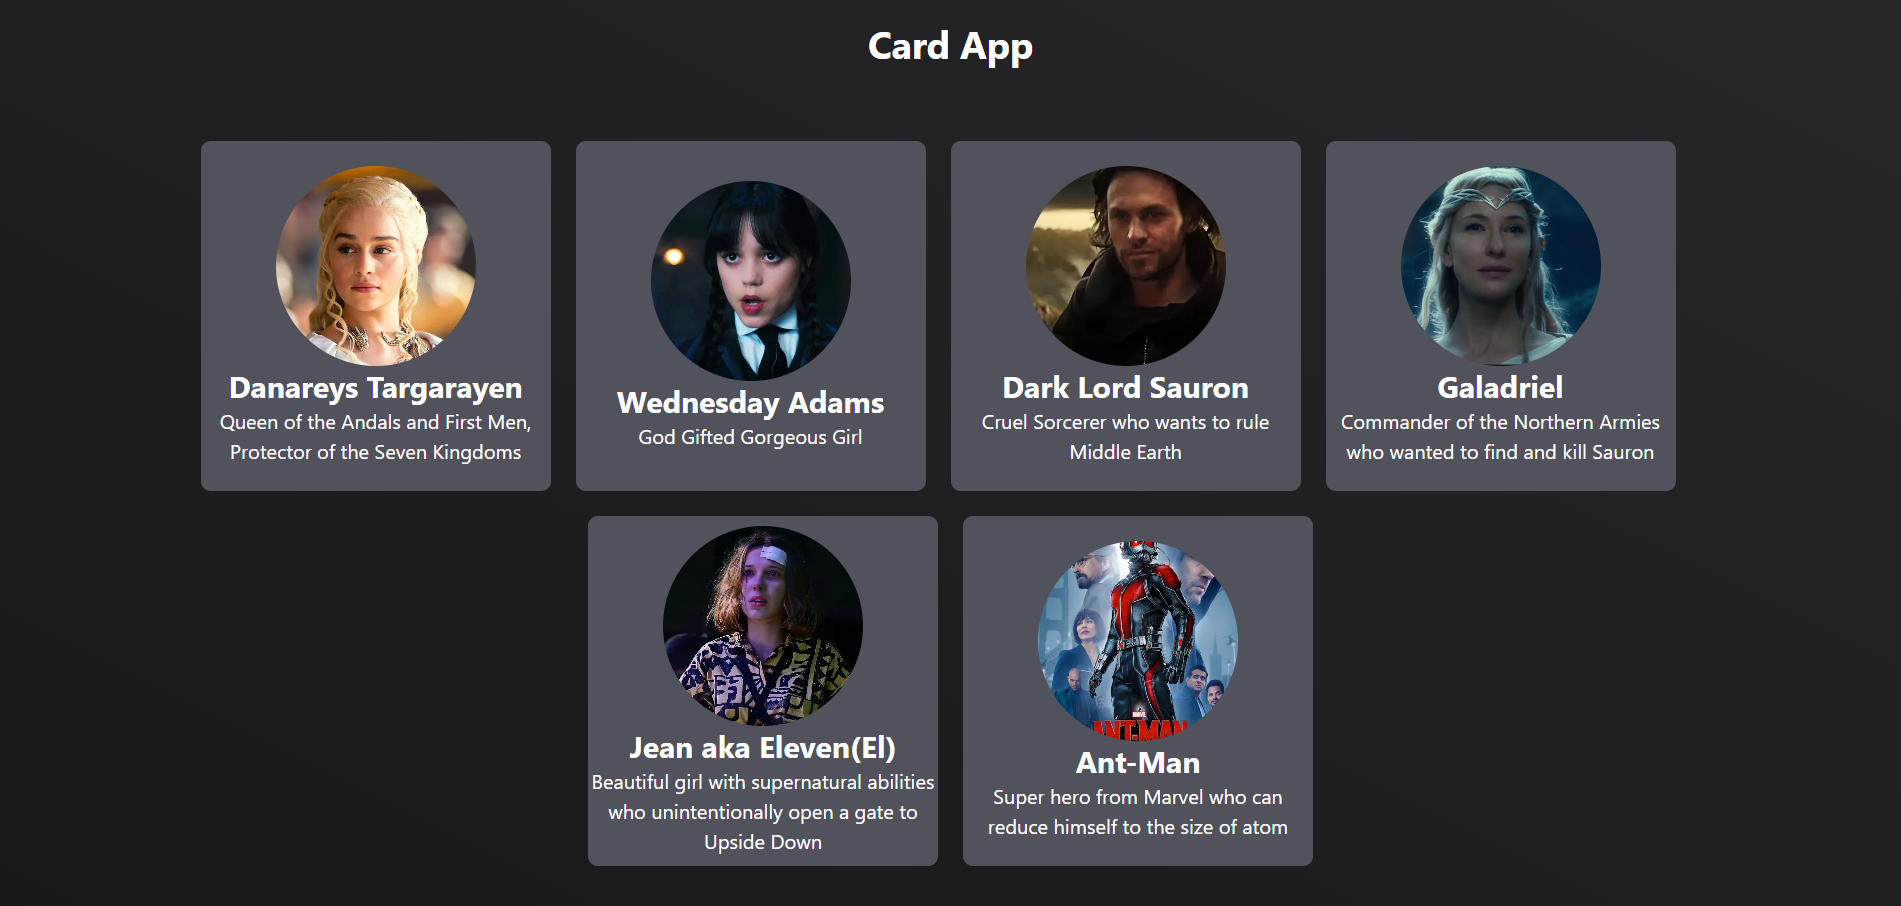 Card App
Danareys Targarayen
Queen of the Andals and First Men,
Protector of the Seven Kingdoms
Wednesday Adams
God Gifted Gorgeous Girl
Dark Lord Sauron
Cruel Sorcerer who wants to rule
Middle Earth
Galadriel
Commander of the Northern Armies
who wanted to find and kill Sauron
Jean aka Eleven(El)
Beautiful girl with supernatural abilities
who unintentionally open a gate to
Upside Down
MARVEL
ANT-MAN
Ant-Man
Super hero from Marvel who can
reduce himself to the size of atom